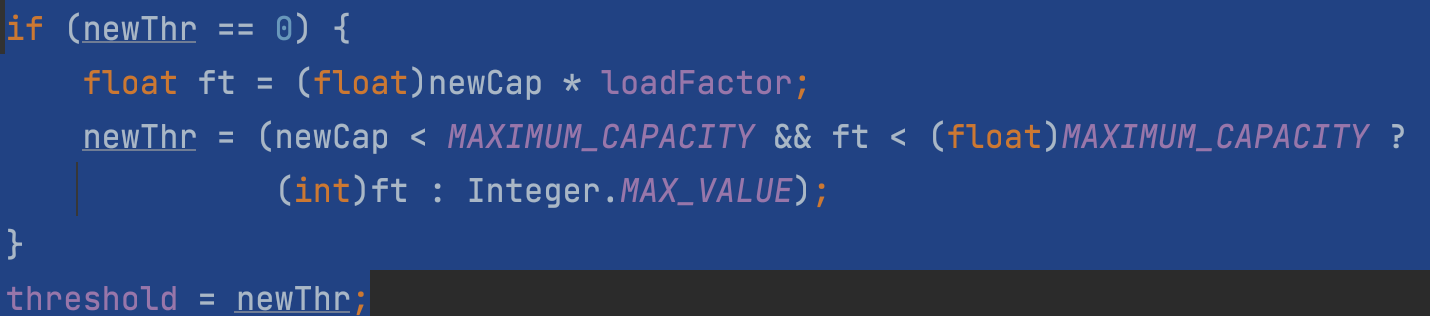 if (newThr == 0) {
float ft = (float)newCap * loadFactor;
newThr = (newCap < MAXIMUM_CAPACITY && ft < (float)MAXIMUM_CAPACITY ?
(int)ft : Integer.MAX_VALUE);
}
threshold = newThr;